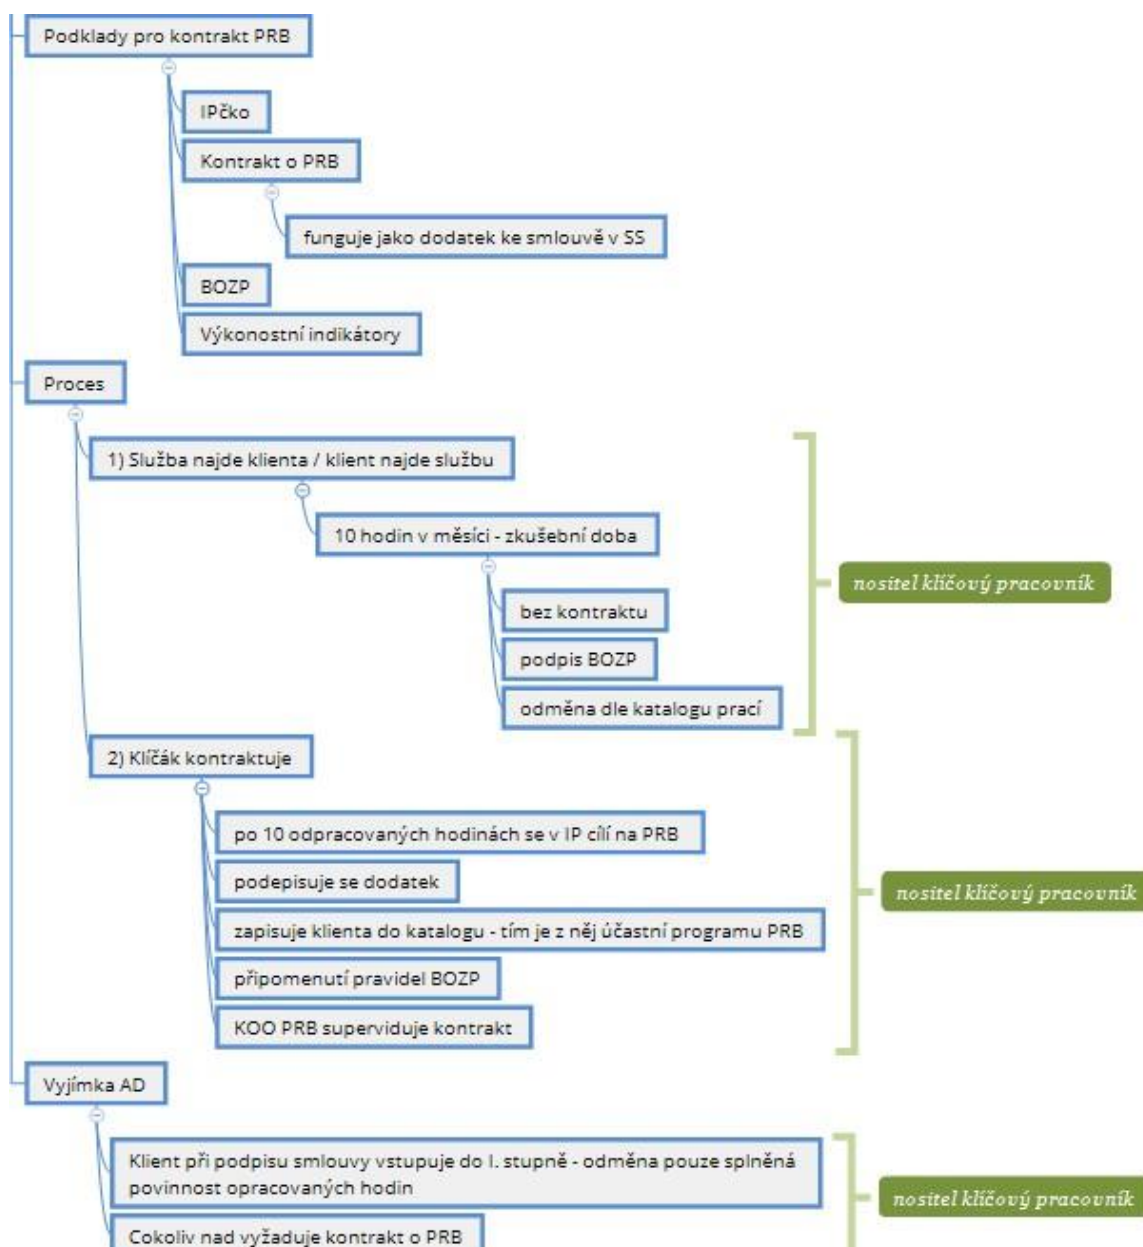 Podklady pro kontrakt PRB
IPčko
Kontrakt o PRB
funguje jako dodatek ke smlouvě v SS
BOZP
Výkonostní indikátory
Proces
1) Služba najde klienta / klient najde službu
10 hodin v měsíci - zkušební doba
nositel klíčový pracovník
bez kontraktu
podpis BOZP
odměna dle katalogu prací
2) Klíčák kontraktuje
po 10 odpracovaných hodinách se v IP cílí na PRB
podepisuje se dodatek
nositel klíčový pracovník
zapisuje klienta do katalogu - tím je z něj účastní programu PRB
připomenutí pravidel BOZP
KOO PRB superviduje kontrakt
Vyjímka AD
Klient při podpisu smlouvy vstupuje do I. stupně - odměna pouze splněná
povinnost opracovaných hodin
nositel klíčový pracovník
Cokoliv nad vyžaduje kontrakt o PRB